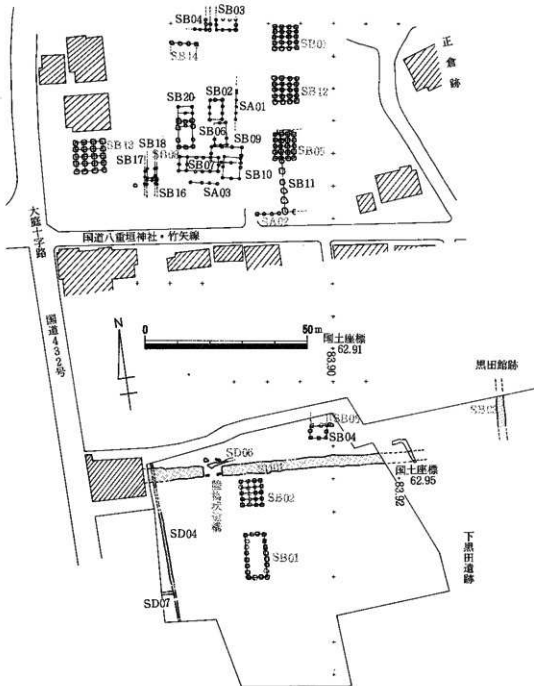 SB04 SB03
SB14
SB01
正倉跡
SB02
SB12
SB20
SA01
SB06
SB09
SB18
SB05
SB17
SB08
SB07
SB10
SB11
SB16
SA03
SA02
大庭十字路
国道八重垣神社・竹矢線
国道432号
N
0 50m
国土座標
62.91
83.90
黒田館跡
SB04
SD06
SB02
国土座標
62.95
83.92
SD04
SB01
下黒田遺跡
SD07